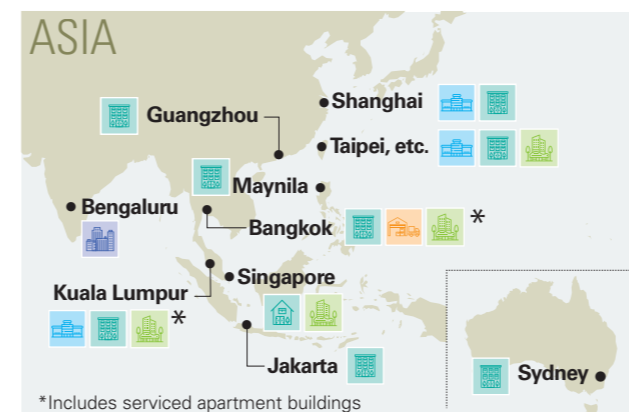 ASIA
Shanghai
Guangzhou
Taipei, etc.
Maynila
Bengaluru
Bangkok *
Singapore
Kuala Lumpur
*
Jakarta
Sydney
*Includes serviced apartment buildings